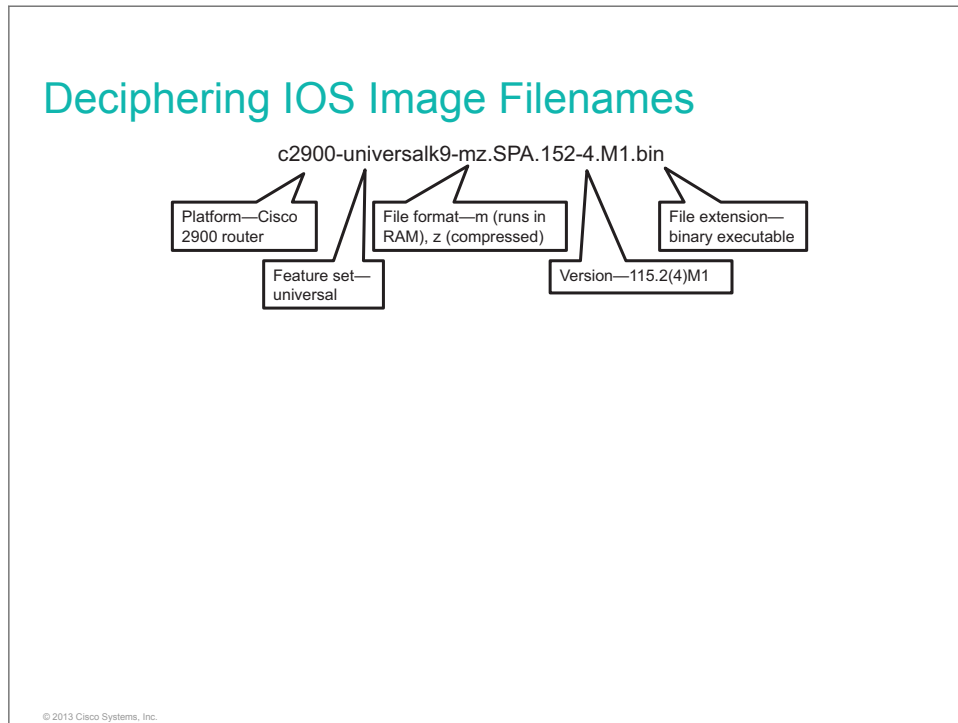 Deciphering IOS Image Filenames
c2900-universalk9-mz.SPA.152-4.M1.bin
Platform—Cisco
2900 router
File format—m (runs in
RAM), z (compressed)
File extension—
binary executable
Feature set—
universal
Version—115.2(4)M1
© 2013 Cisco Systems, Inc.